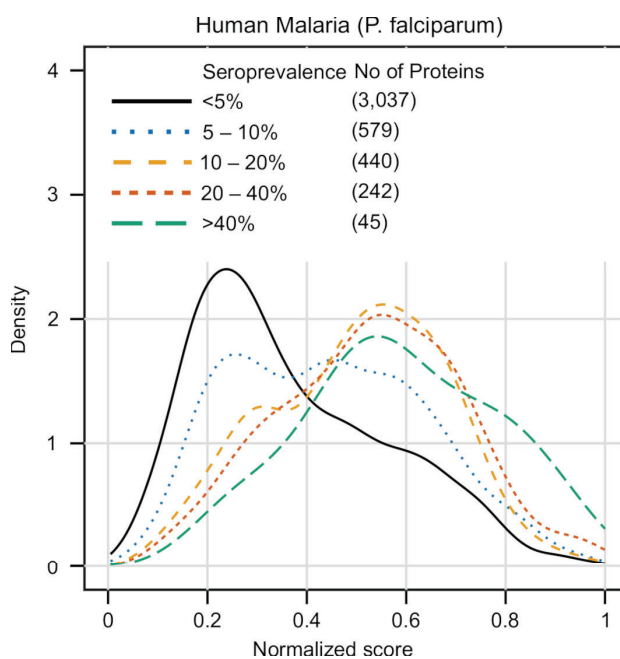 Human Malaria (P. falciparum)
4
Seroprevalence No of Proteins
<5% (3,037)
5 – 10% (579)
10 – 20% (440)
20 – 40% (242)
>40% (45)
3
2
1
0
Density
0 0.2 0.4 0.6 0.8 1
Normalized score